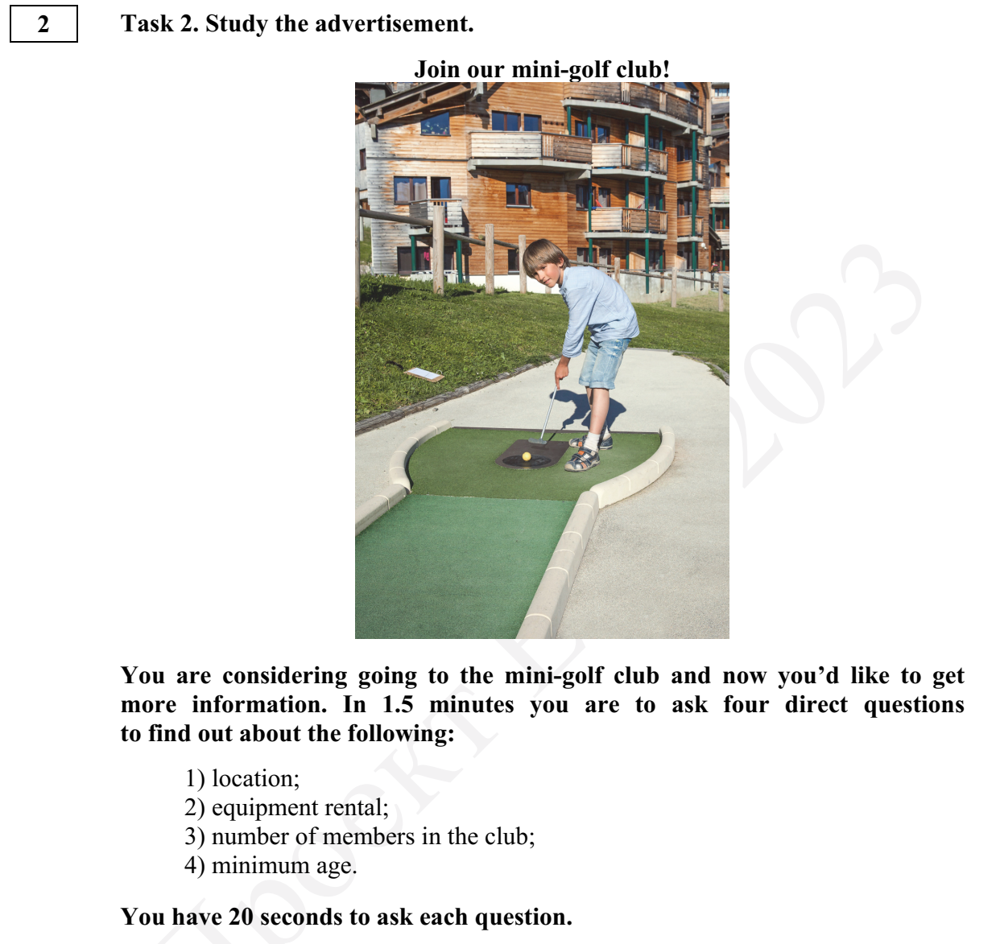 2
Task 2. Study the advertisement.
Join our mini-golf club!
You are considering going to the mini-golf club and now you’d like to get
more information. In 1.5 minutes you are to ask four direct questions
to find out about the following:
1) location;
2) equipment rental;
3) number of members in the club;
4) minimum age.
You have 20 seconds to ask each question.
Проект Е 2023